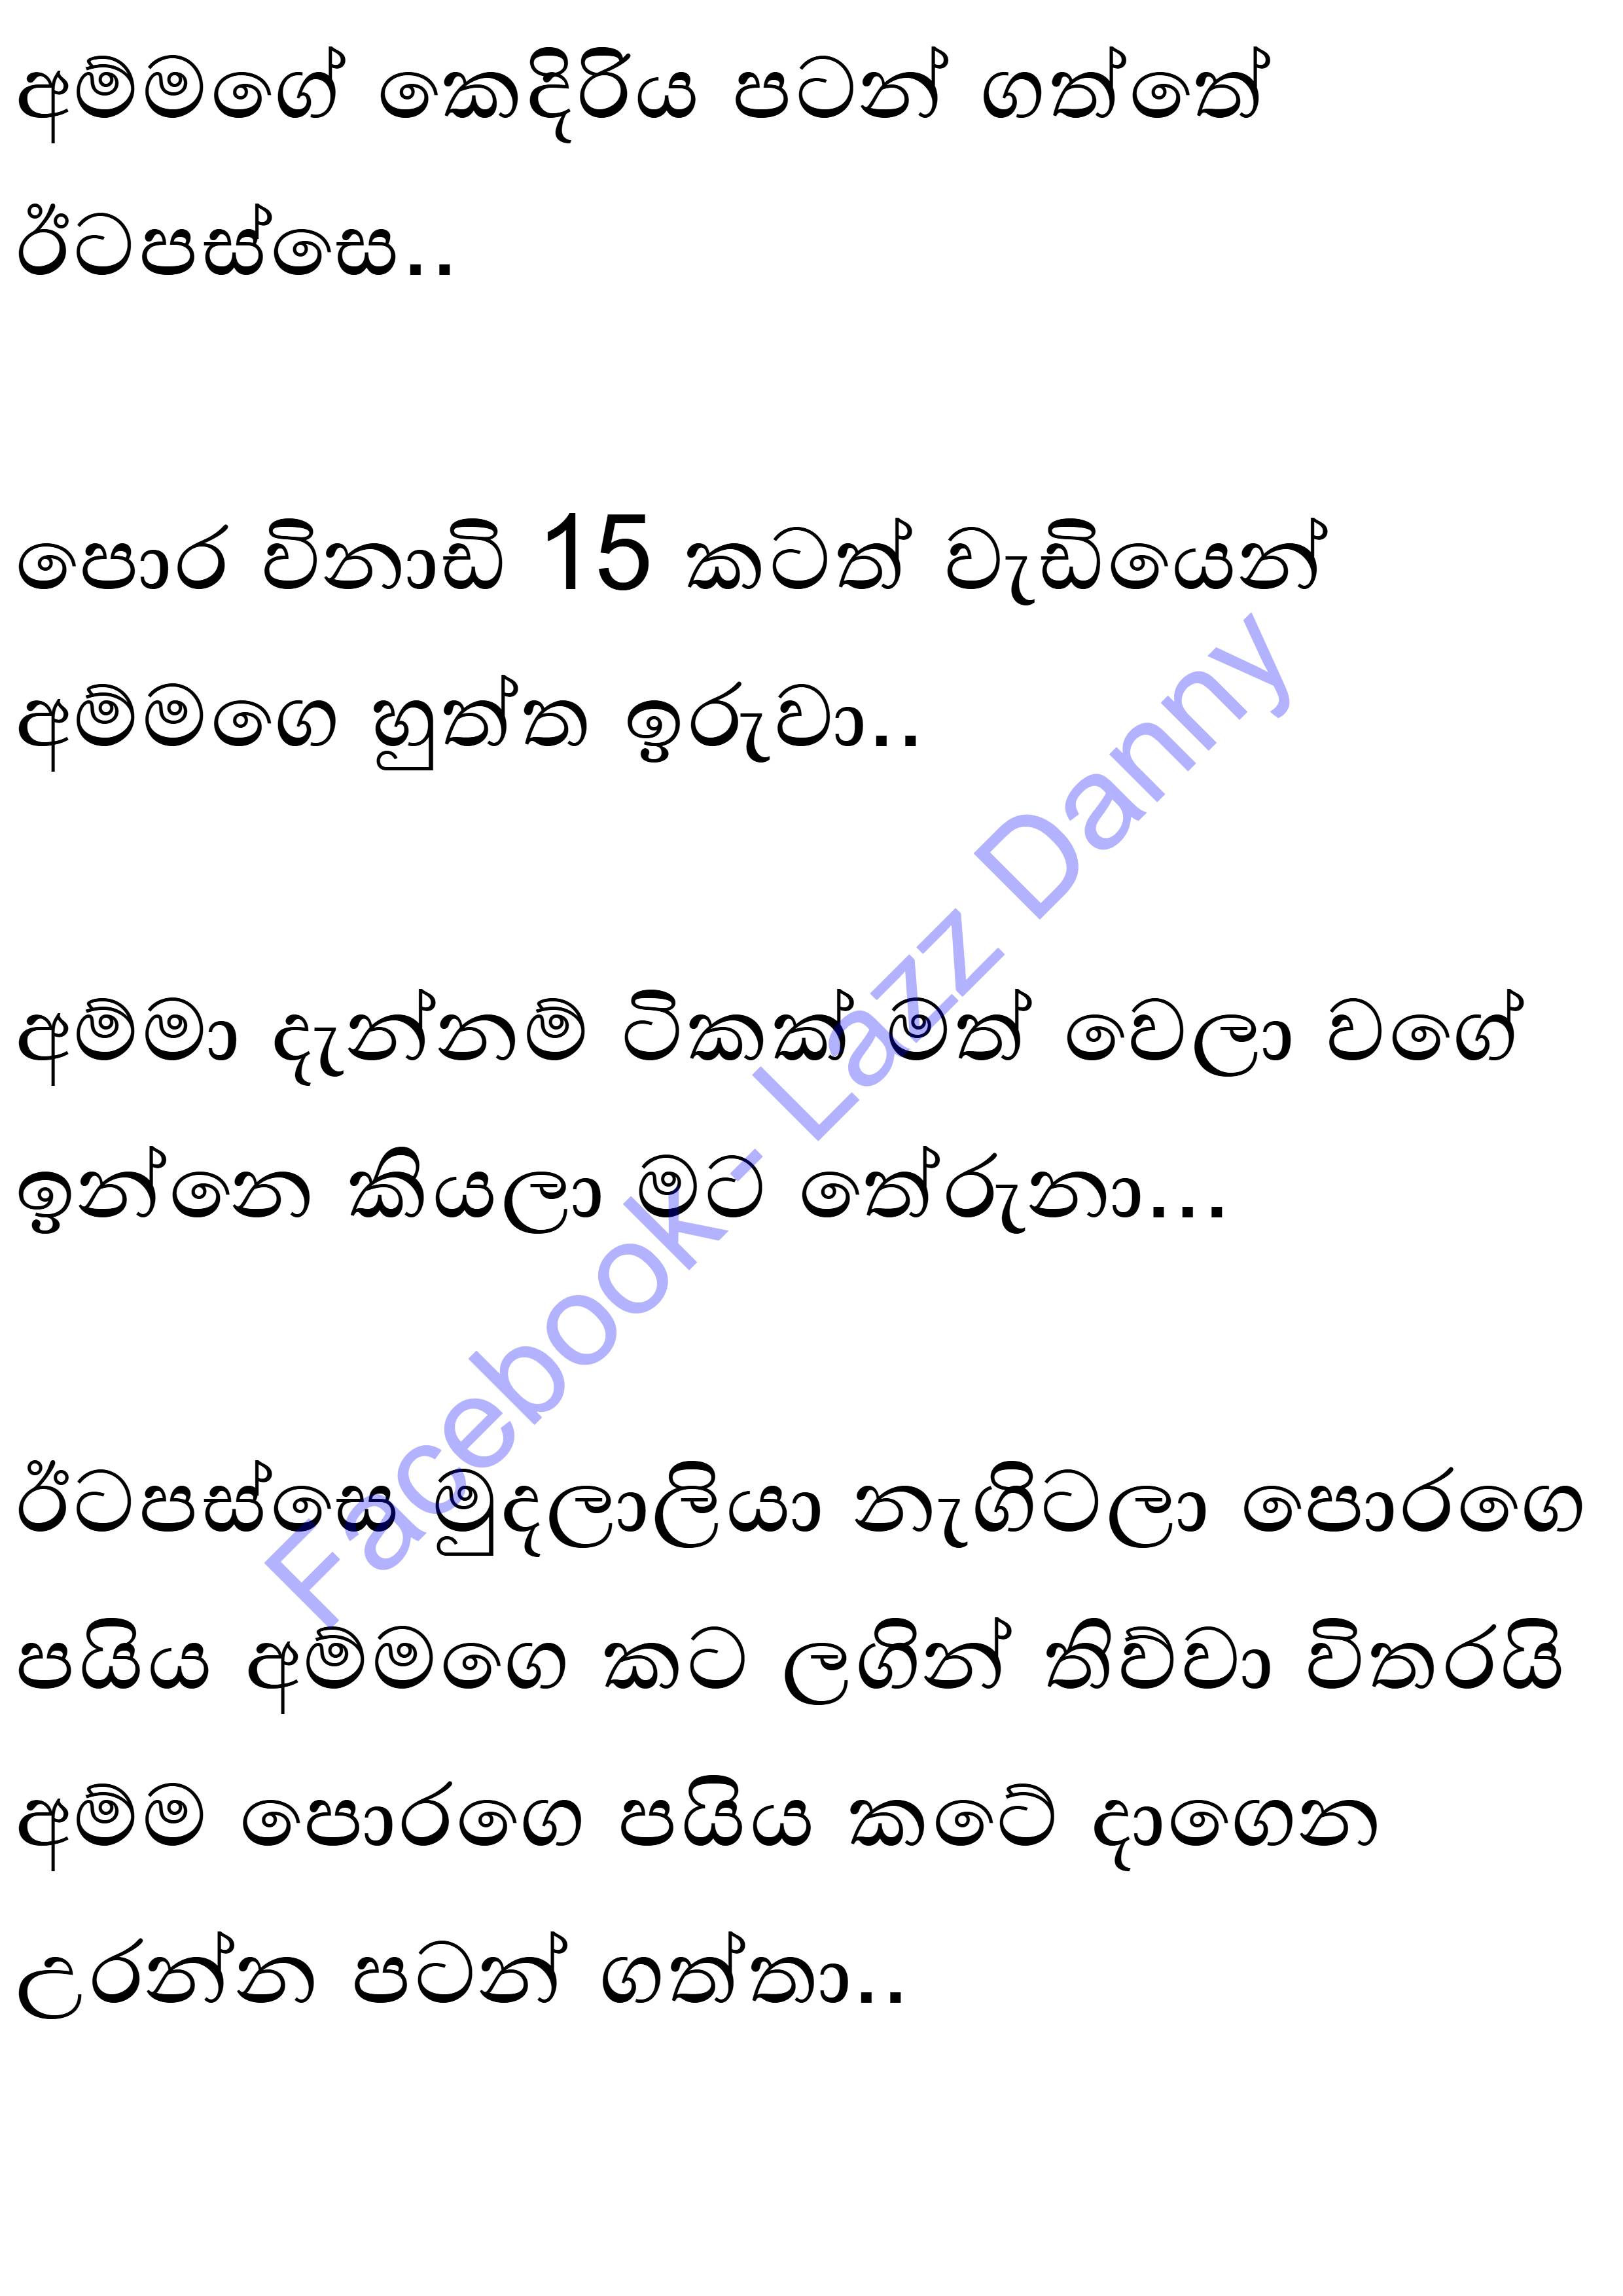 අම්මගේ කෙදිරිය පටන් ගත්තේ
ඊටපස්සෙ..
පොර විනාඩි 15 කටත් වැඩියෙන්
අම්මගෙ හුත්ත ඉරුවා..
අම්මා දැන්නම් ටිකක් මත් වෙලා වගේ
ඉන්නෙ කියලා මට තේරුනා...
ඊටපස්සෙ මුදලාලියා නැගිටලා පොරගෙ
පයිය අම්මගෙ කට ලගින් තිව්වා විතරයි
අම්ම පොරගෙ පයිය කටේ දාගෙන
උරන්න පටන් ගත්තා..
Facebook - Lazz Danny